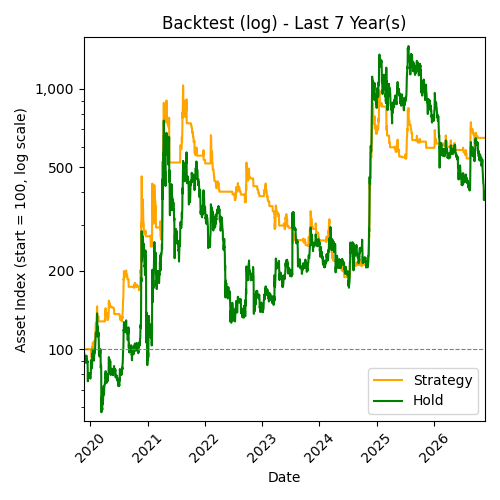 Backtest (log) - Last 7 Year(s)
Asset Index (start = 100, log scale)
1,000
500
200
100
Strategy
Hold
2020
2021
2022
2023
2024
2025
2026
Date